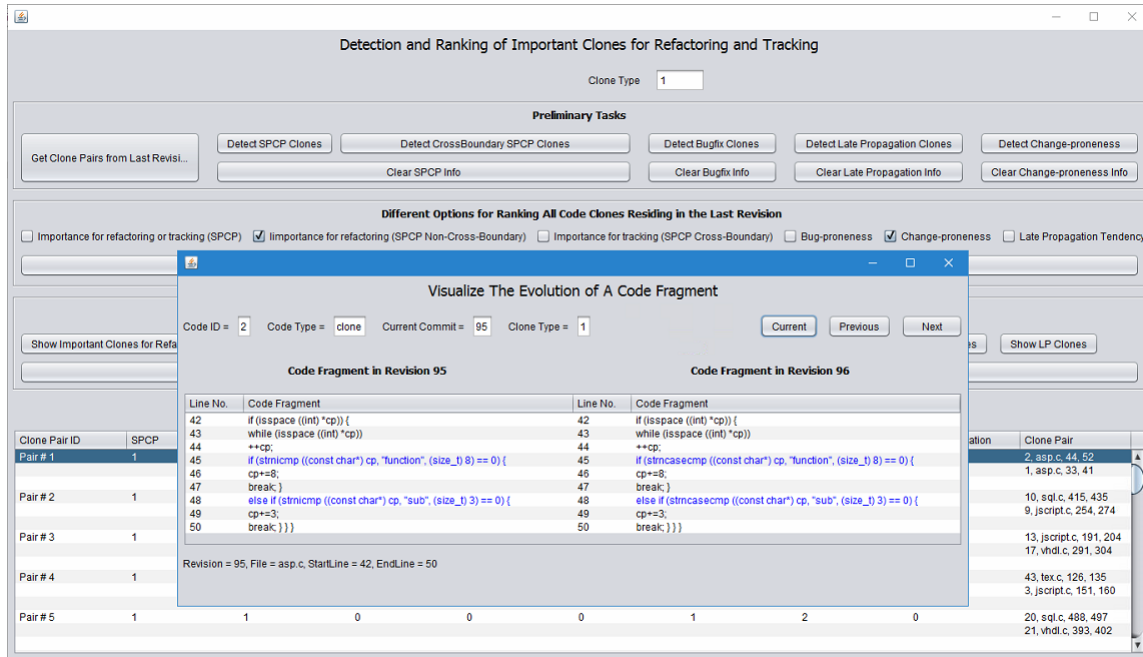 Detection and Ranking of Important Clones for Refactoring and Tracking
Clone Type 1
Preliminary Tasks
Get Clone Pairs from Last Revisi...
Detect SPCP Clones Detect CrossBoundary SPCP Clones Detect Bugfix Clones Detect Late Propagation Clones Detect Change-proneness
Clear SPCP Info Clear Bugfix Info Clear Late Propagation Info Clear Change-proneness Info
Different Options for Ranking All Code Clones Residing in the Last Revision
Importance for refactoring or tracking (SPCP) Iimportance for refactoring (SPCP Non-Cross-Boundary) Importance for tracking (SPCP Cross-Boundary) Bug-proneness Change-proneness Late Propagation Tendency
Visualize The Evolution of A Code Fragment
Code ID = 2 Code Type = clone Current Commit = 95 Clone Type = 1 Current Previous Next
Show Important Clones for Refa
es Show LP Clones
Code Fragment in Revision 95 Code Fragment in Revision 96
Line No. Code Fragment Line No. Code Fragment
42 if (isspace ((int) *cp)) { 42 if (isspace ((int) *cp)) {
43 while (isspace ((int) *cp)) 43 while (isspace ((int) *cp))
44 ++cp; 44 ++cp;
45 if (strnicmp ((const char*) cp, "function", (size_t) 8) == 0) { 45 if (strncasecmp ((const char*) cp, "function", (size_t) 8) == 0) {
46 cp+=8; 46 cp+=8;
47 break; } 47 break; }
48 else if (strnicmp ((const char*) cp, "sub", (size_t) 3) == 0) { 48 else if (strncasecmp ((const char*) cp, "sub", (size_t) 3) == 0) {
49 cp+=3; 49 cp+=3;
50 break; } } } 50 break; } } }
Revision = 95, File = asp.c, StartLine = 42, EndLine = 50
Clone Pair ID SPCP ation Clone Pair
Pair # 1 1 2, asp.c, 44, 52
1, asp.c, 33, 41
Pair # 2 1 10, sql.c, 415, 435
9, jscript.c, 254, 274
Pair # 3 1 13, jscript.c, 191, 204
17, vhdl.c, 291, 304
Pair # 4 1 43, tex.c, 126, 135
3, jscript.c, 151, 160
Pair # 5 1 1 0 0 0 1 2 0 20, sql.c, 488, 497
21, vhdl.c, 393, 402